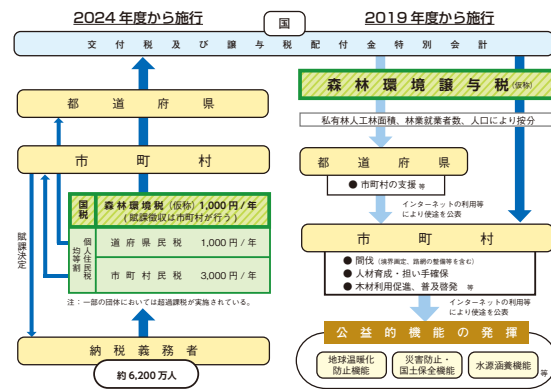 2024年度から施行
国
2019年度から施行
交付税及び譲与税配付金特別会計
都道府県
市町村
国税
森林環境税(仮称)1,000円/年
(賦課徴収は市町村が行う)
個人住民税
均等割
道府県民税 1,000円/年
市町村民税 3,000円/年
注:一部の団体においては超過課税が実施されている。
賦課決定
納税義務者
約6,200万人
森林環境譲与税(仮称)
私有林人工林面積、林業就業者数、人口により按分
都道府県
●市町村の支援 等
インターネットの利用等
により使途を公表
市町村
●間伐(境界画定、路網の整備等を含む)
●人材育成・担い手確保
●木材利用促進、普及啓発 等
インターネットの利用等
により使途を公表
公益的機能の発揮
地球温暖化
防止機能
災害防止・
国土保全機能
水源涵養機能
等